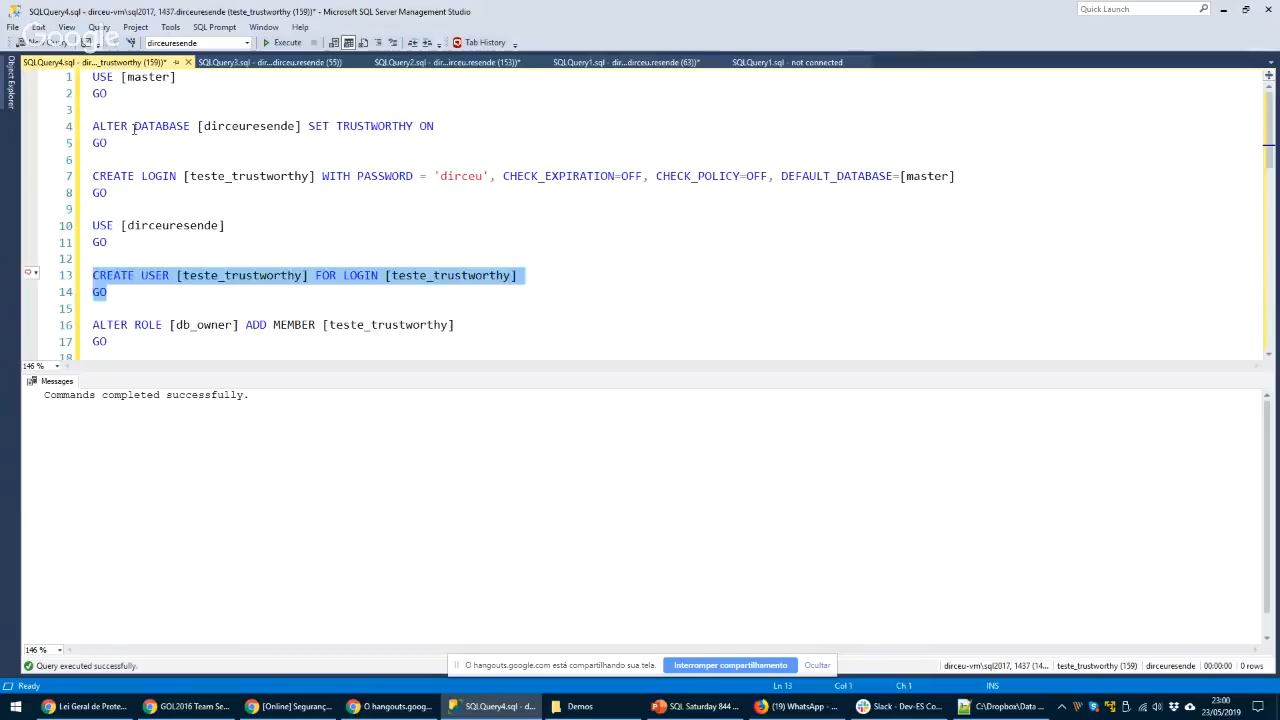 SQLQuery4.sql - dirceu-vm\sql2017, 1437.dirceuresende (teste_trustworthy (159))* - Microsoft SQL Server Management Studio
Quick Launch
File Edit View Query Project Tools SQL Prompt Window Help
dirceuresende Execute Tab History
SQLQuery4.sql - dir..._trustworthy (159))* SQLQuery3.sql - dir...dirceu.resende (55)) SQLQuery2.sql - dir...irceu.resende (153))* SQLQuery1.sql - dir...dirceu.resende (63))* SQLQuery1.sql - not connected
Object Explorer
1 USE [master]
2 GO
3
4 ALTER DATABASE [dirceuresende] SET TRUSTWORTHY ON
5 GO
6
7 CREATE LOGIN [teste_trustworthy] WITH PASSWORD = 'dirceu', CHECK_EXPIRATION=OFF, CHECK_POLICY=OFF, DEFAULT_DATABASE=[master]
8 GO
9
10 USE [dirceuresende]
11 GO
12
13 CREATE USER [teste_trustworthy] FOR LOGIN [teste_trustworthy]
14 GO
15
16 ALTER ROLE [db_owner] ADD MEMBER [teste_trustworthy]
17 GO
18
146 %
Messages
Commands completed successfully.
146 %
Query executed successfully.
O hangouts.google.com está compartilhando sua tela. Interromper compartilhamento Ocultar
dirceu-vm\sql2017, 1437 (14... teste_trustworthy (159) dirceuresende 00:00:00 0 rows
Ready Ln 13 Col 1 Ch 1 INS
Lei Geral de Prote... GOL2016 Team Se... [Online] Seguranç... O hangouts.goog... SQLQuery4.sql - d... Demos SQL Saturday 844 ... (19) WhatsApp - ... Slack - Dev-ES Co... C:\Dropbox\Data ...
23:00
23/05/2019